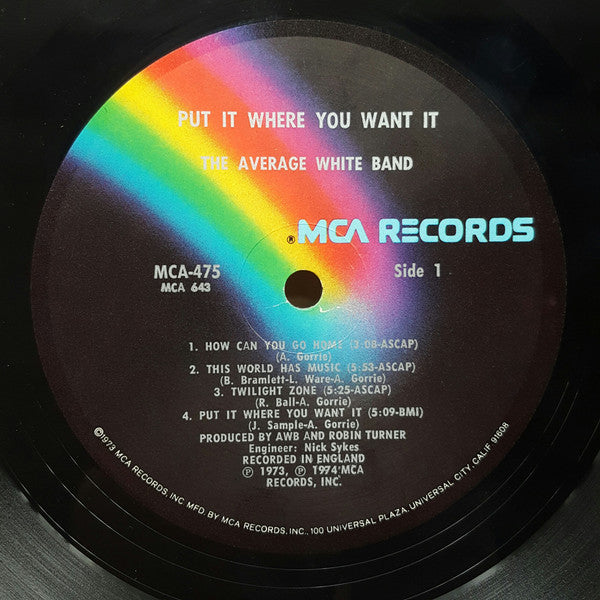 PUT IT WHERE YOU WANT IT
THE AVERAGE WHITE BAND
®MCA RECORDS
MCA-475
MCA 643
Side 1
1. HOW CAN YOU GO HOME (3:08-ASCAP)
(A. Gorrie)
2. THIS WORLD HAS MUSIC (5:53-ASCAP)
(B. Bramlett-L. Ware-A. Gorrie)
3. TWILIGHT ZONE (5:25-ASCAP)
(R. Ball-A. Gorrie)
4. PUT IT WHERE YOU WANT IT (5:09-BMI)
(J. Sample-A. Gorrie)
PRODUCED BY AWB AND ROBIN TURNER
Engineer: Nick Sykes
RECORDED IN ENGLAND
℗ 1973, ℗ 1974 MCA
RECORDS, INC.
©1973 MCA RECORDS, INC MFD BY MCA RECORDS, INC., 100 UNIVERSAL PLAZA, UNIVERSAL CITY, CALIF. 91608